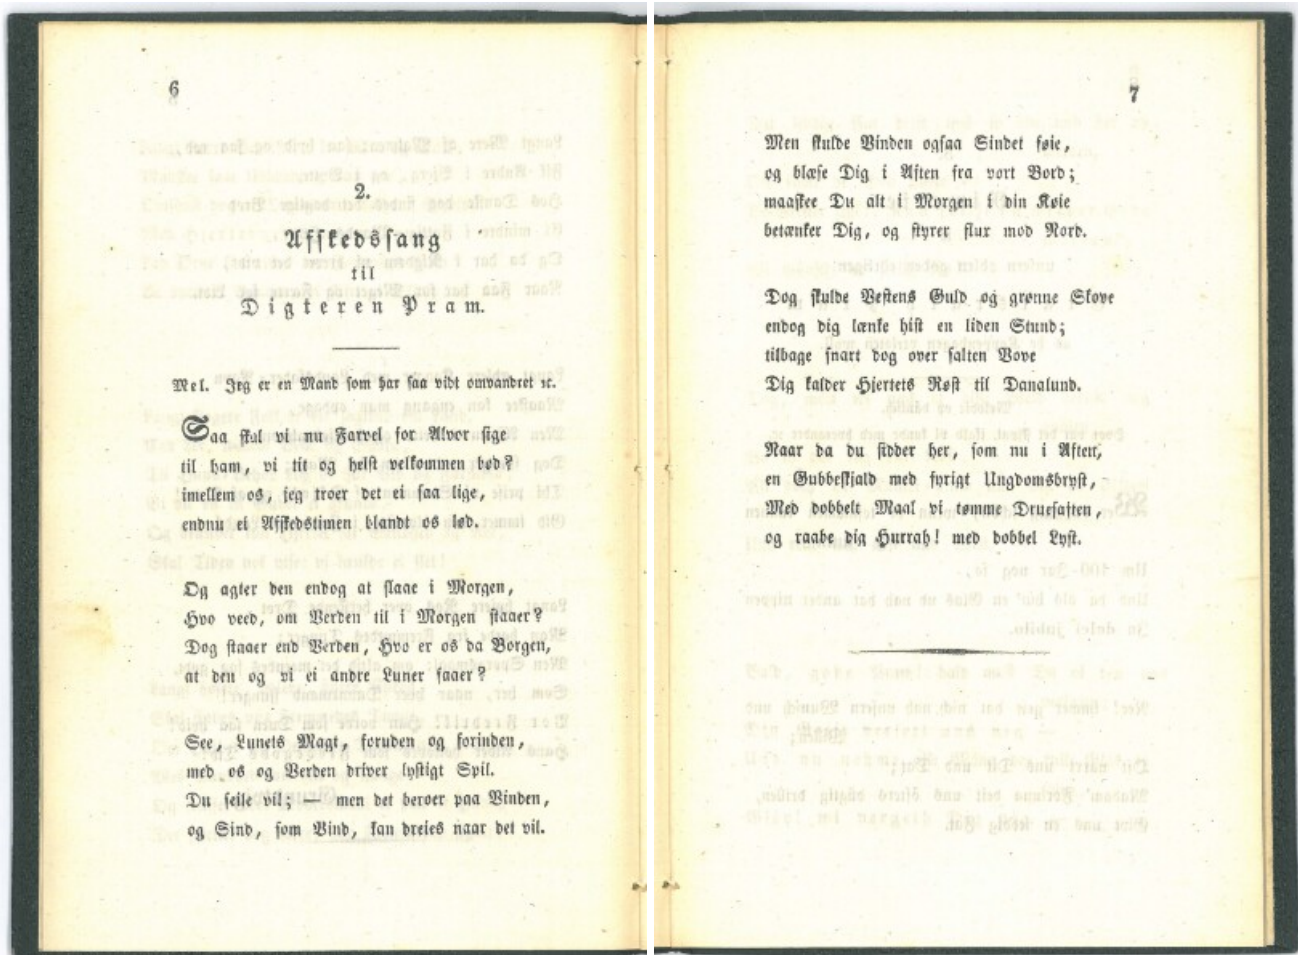 6
2.
Afskedssang
til
Digteren Pram.
Mel. Jeg er en Mand som har saa vidt omvandret ꝛc.
Saa skal vi nu Farvel for Alvor sige
til ham, vi tit og helst velkommen bød?
imellem os, jeg troer det ei saa lige,
endnu ei Afskedstimen blandt os lød.
Og agter den endog at slaae i Morgen,
Hvo veed, om Verden til i Morgen staaer?
Dog staaer end Verden, Hvo er os da Borgen,
at den og vi ei andre Luner faaer?
See, Lunets Magt, foruden og forinden,
med os og Verden driver lystigt Spil.
Du seile vil; — men det beroer paa Vinden,
og Sind, som Vind, kan dreies naar det vil.
7
Men skulde Vinden ogsaa Sindet føie,
og blæse Dig i Aften fra vort Bord;
maaskee Du alt i Morgen i din Køie
betænker Dig, og styrer flux mod Nord.
Dog skulde Vestens Guld og grønne Skove
endog dig lænke hist en liden Stund;
tilbage snart dog over salten Vove
Dig kalder Hjertets Røst til Danalund.
Naar da du sidder her, som nu i Aften,
en Gubbeskjald med fyrigt Ungdomsbryst,
Med dobbelt Maal vi tømme Druesaften,
og raabe dig Hurrah! med dobbel Lyst.